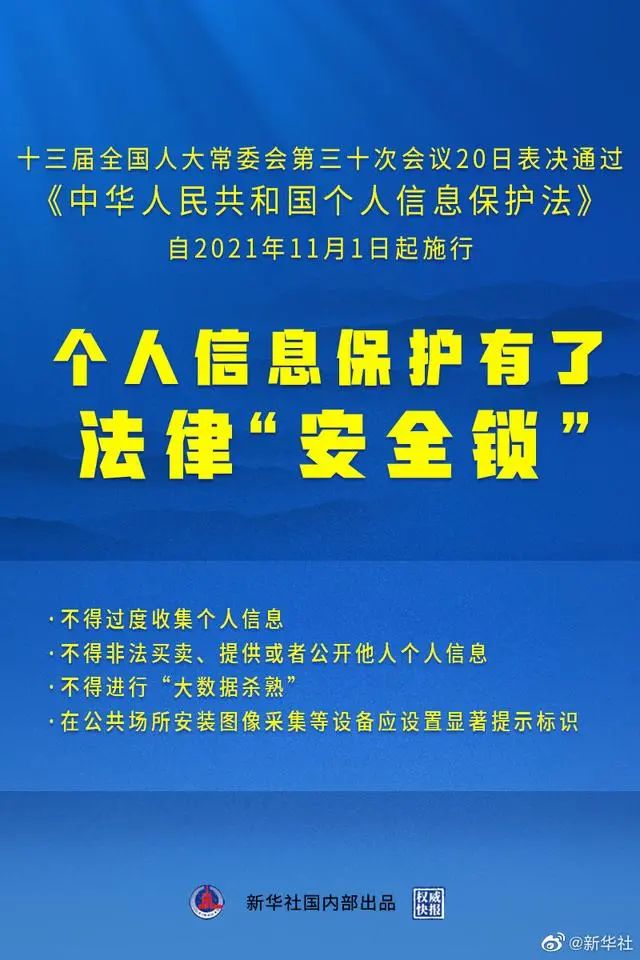 十三届全国人大常委会第三十次会议20日表决通过
《中华人民共和国个人信息保护法》
自2021年11月1日起施行
个人信息保护有了
法律“安全锁”
·不得过度收集个人信息
·不得非法买卖、提供或者公开他人个人信息
·不得进行“大数据杀熟”
·在公共场所安装图像采集等设备应设置显著提示标识
新华社国内部出品
权威
快报
@新华社